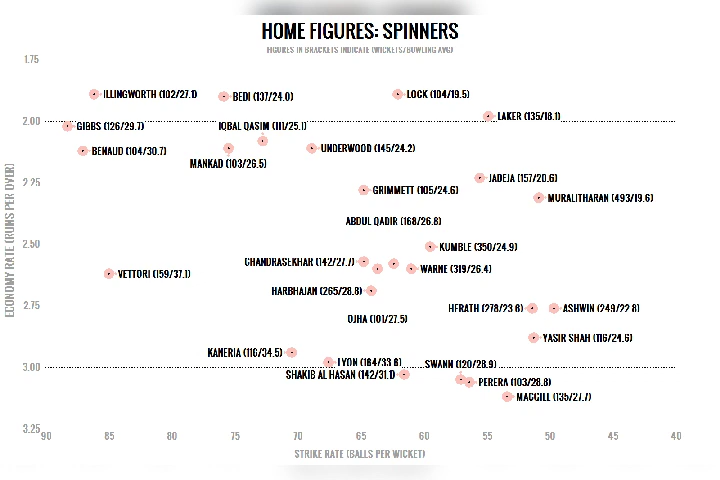 HOME FIGURES: SPINNERS
FIGURES IN BRACKETS INDICATE (WICKETS/BOWLING AVG)
1.75
ILLINGWORTH (102/27.1)
BEDI (137/24.0)
LOCK (104/19.5)
LAKER (135/18.1)
2.00
GIBBS (126/29.7)
IQBAL QASIM (111/25.1)
BENAUD (104/30.7)
MANKAD (103/26.5)
UNDERWOOD (145/24.2)
2.25
JADEJA (157/20.6)
GRIMMETT (105/24.6)
MURALITHARAN (493/19.6)
ABDUL QADIR (168/26.8)
2.50
KUMBLE (350/24.9)
CHANDRASEKHAR (142/27.7)
WARNE (319/26.4)
VETTORI (159/37.1)
HARBHAJAN (265/28.8)
2.75
HERATH (278/23.6)
ASHWIN (249/22.8)
OJHA (101/27.5)
YASIR SHAH (116/24.6)
KANERIA (116/34.5)
LYON (164/33.6)
SWANN (120/28.9)
3.00
SHAKIB AL HASAN (142/31.1)
PERERA (103/28.8)
MACGILL (135/27.7)
3.25
90 85 80 75 70 65 60 55 50 45 40
STRIKE RATE (BALLS PER WICKET)
ECONOMY RATE (RUNS PER OVER)